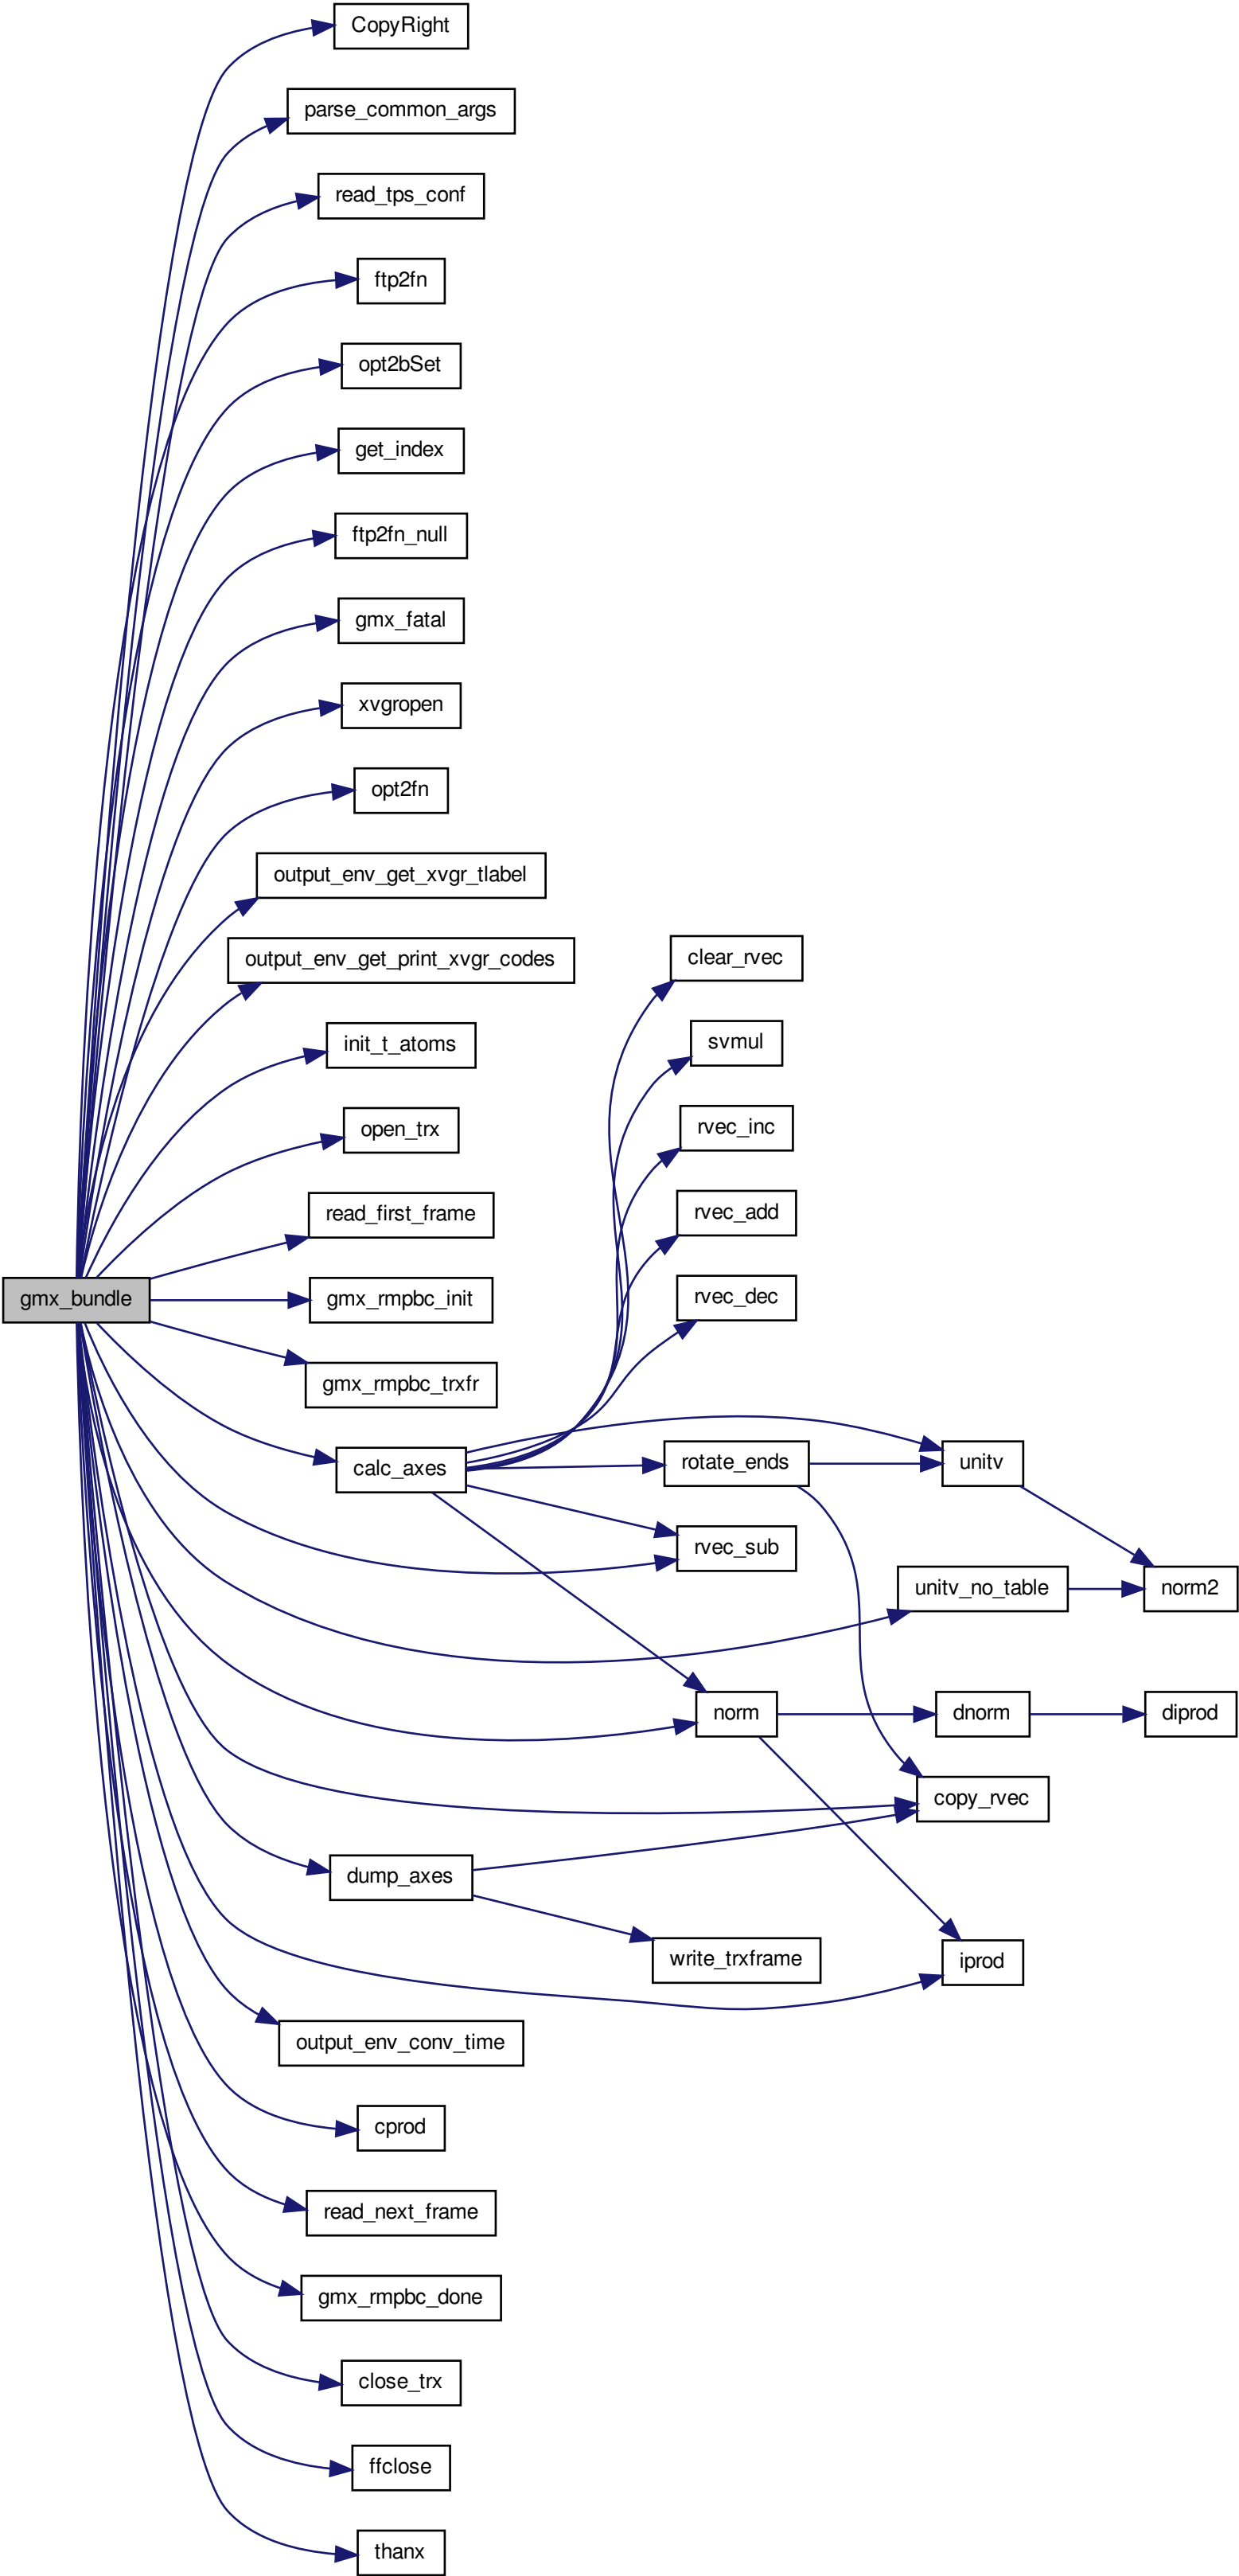 CopyRight
parse_common_args
read_tps_conf
ftp2fn
opt2bSet
get_index
ftp2fn_null
gmx_fatal
xvgropen
opt2fn
output_env_get_xvgr_tlabel
output_env_get_print_xvgr_codes
clear_rvec
init_t_atoms
svmul
open_trx
rvec_inc
read_first_frame
rvec_add
gmx_bundle
gmx_rmpbc_init
rvec_dec
gmx_rmpbc_trxfr
calc_axes
rotate_ends
unitv
rvec_sub
unitv_no_table
norm2
norm
dnorm
diprod
copy_rvec
dump_axes
write_trxframe
iprod
output_env_conv_time
cprod
read_next_frame
gmx_rmpbc_done
close_trx
ffclose
thanx